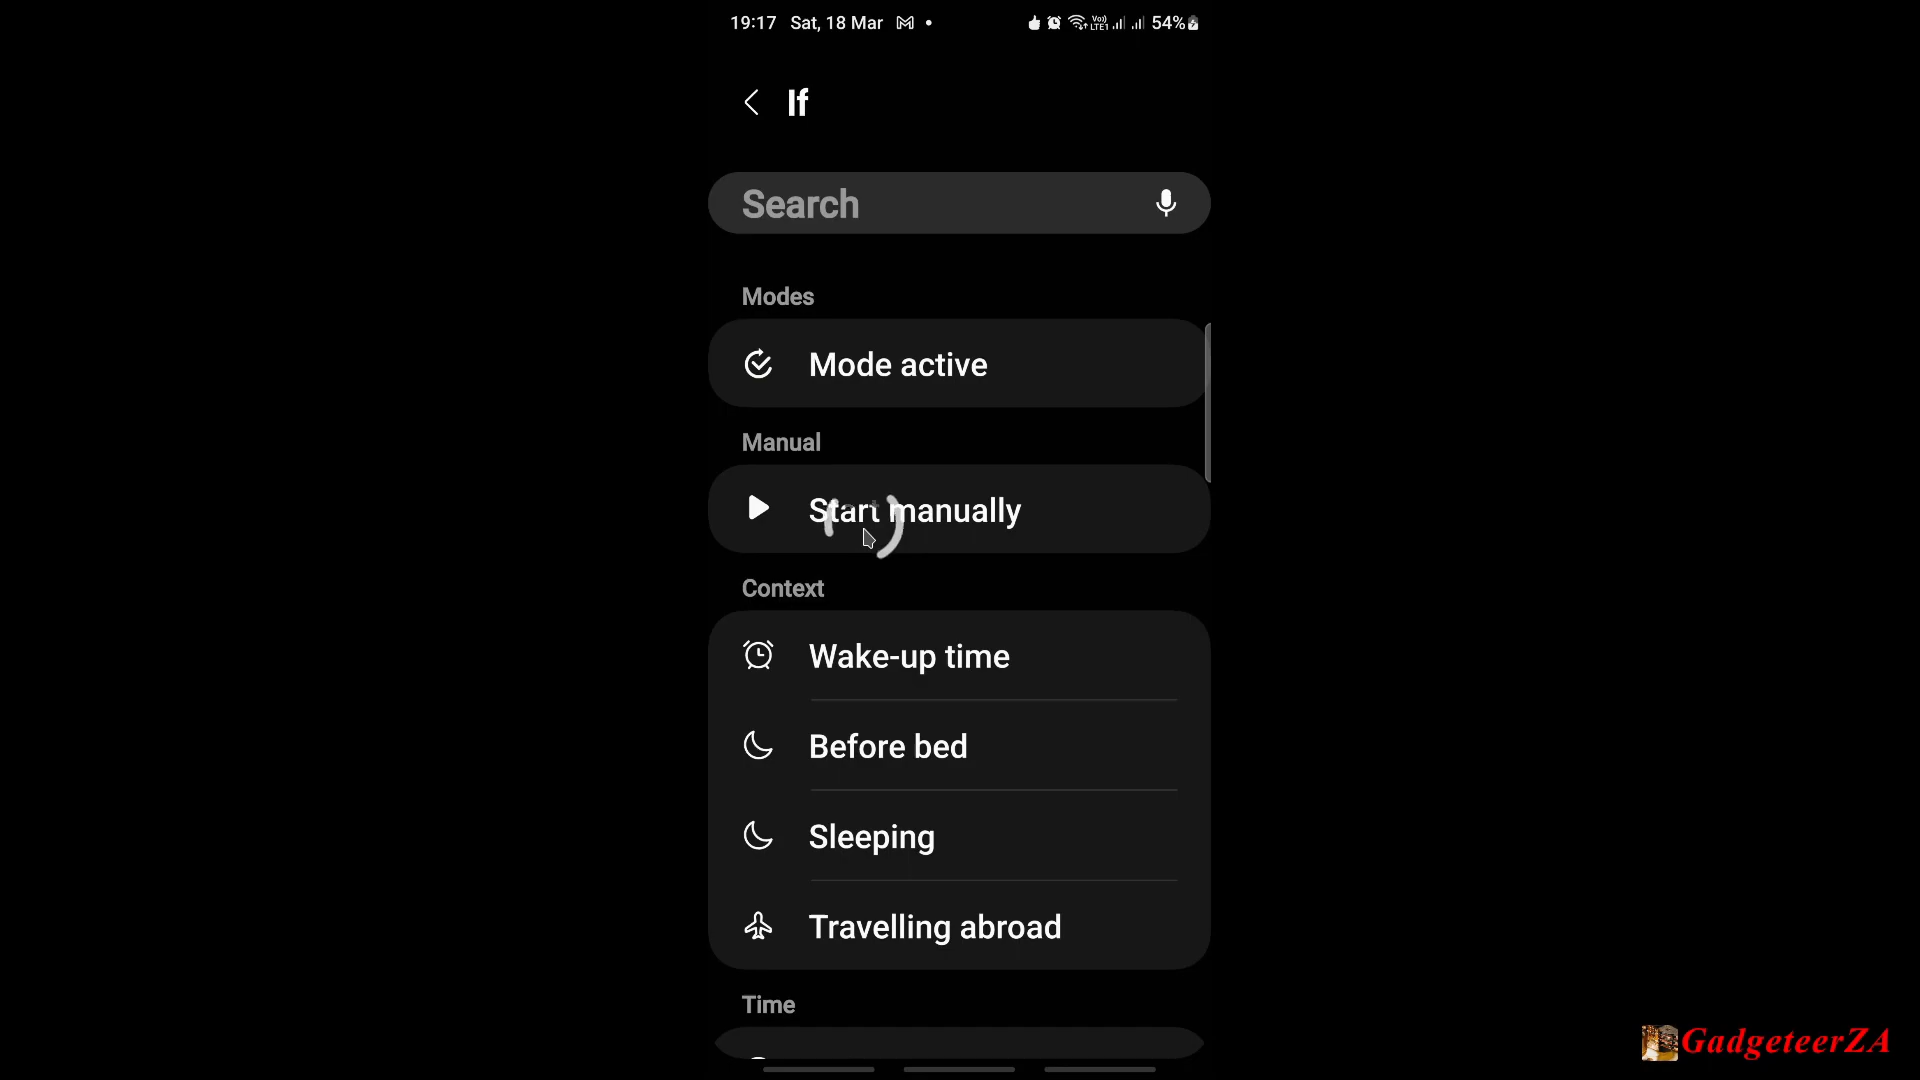 19:17 Sat, 18 Mar 54%
If
Search
Modes
Mode active
Manual
Start manually
Context
Wake-up time
Before bed
Sleeping
Travelling abroad
Time
GadgeteerZA